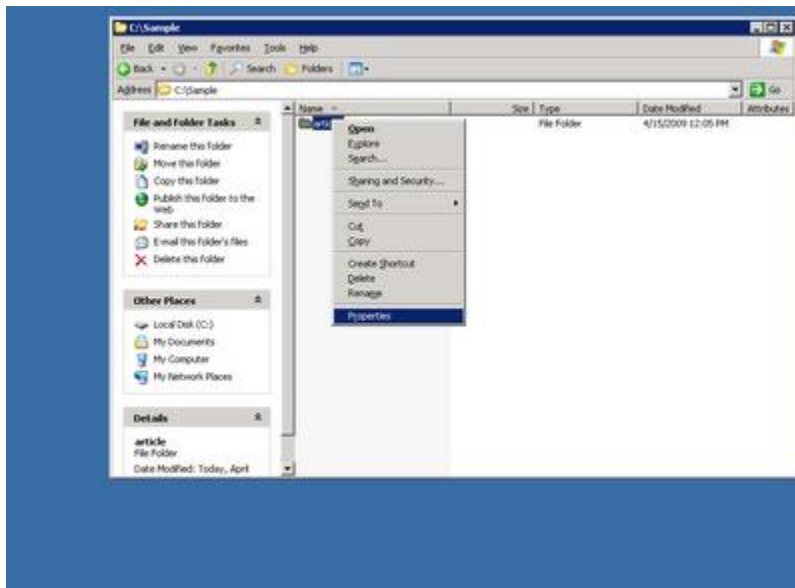 C:\Sample
File Edit View Favorites Tools Help
Back Search Folders
Address C:\Sample Go
Name Size Type Date Modified Attributes
File and Folder Tasks
Rename this folder
Move this folder
Copy this folder
Publish this folder to the
Web
Share this folder
E-mail this folder's files
Delete this folder
Other Places
Local Disk (C:)
My Documents
My Computer
My Network Places
Details
article
File Folder
Date Modified: Today, April
File Folder 4/15/2009 12:05 PM
Open
Explore
Search...
Sharing and Security...
Send To
Cut
Copy
Create Shortcut
Delete
Rename
Properties